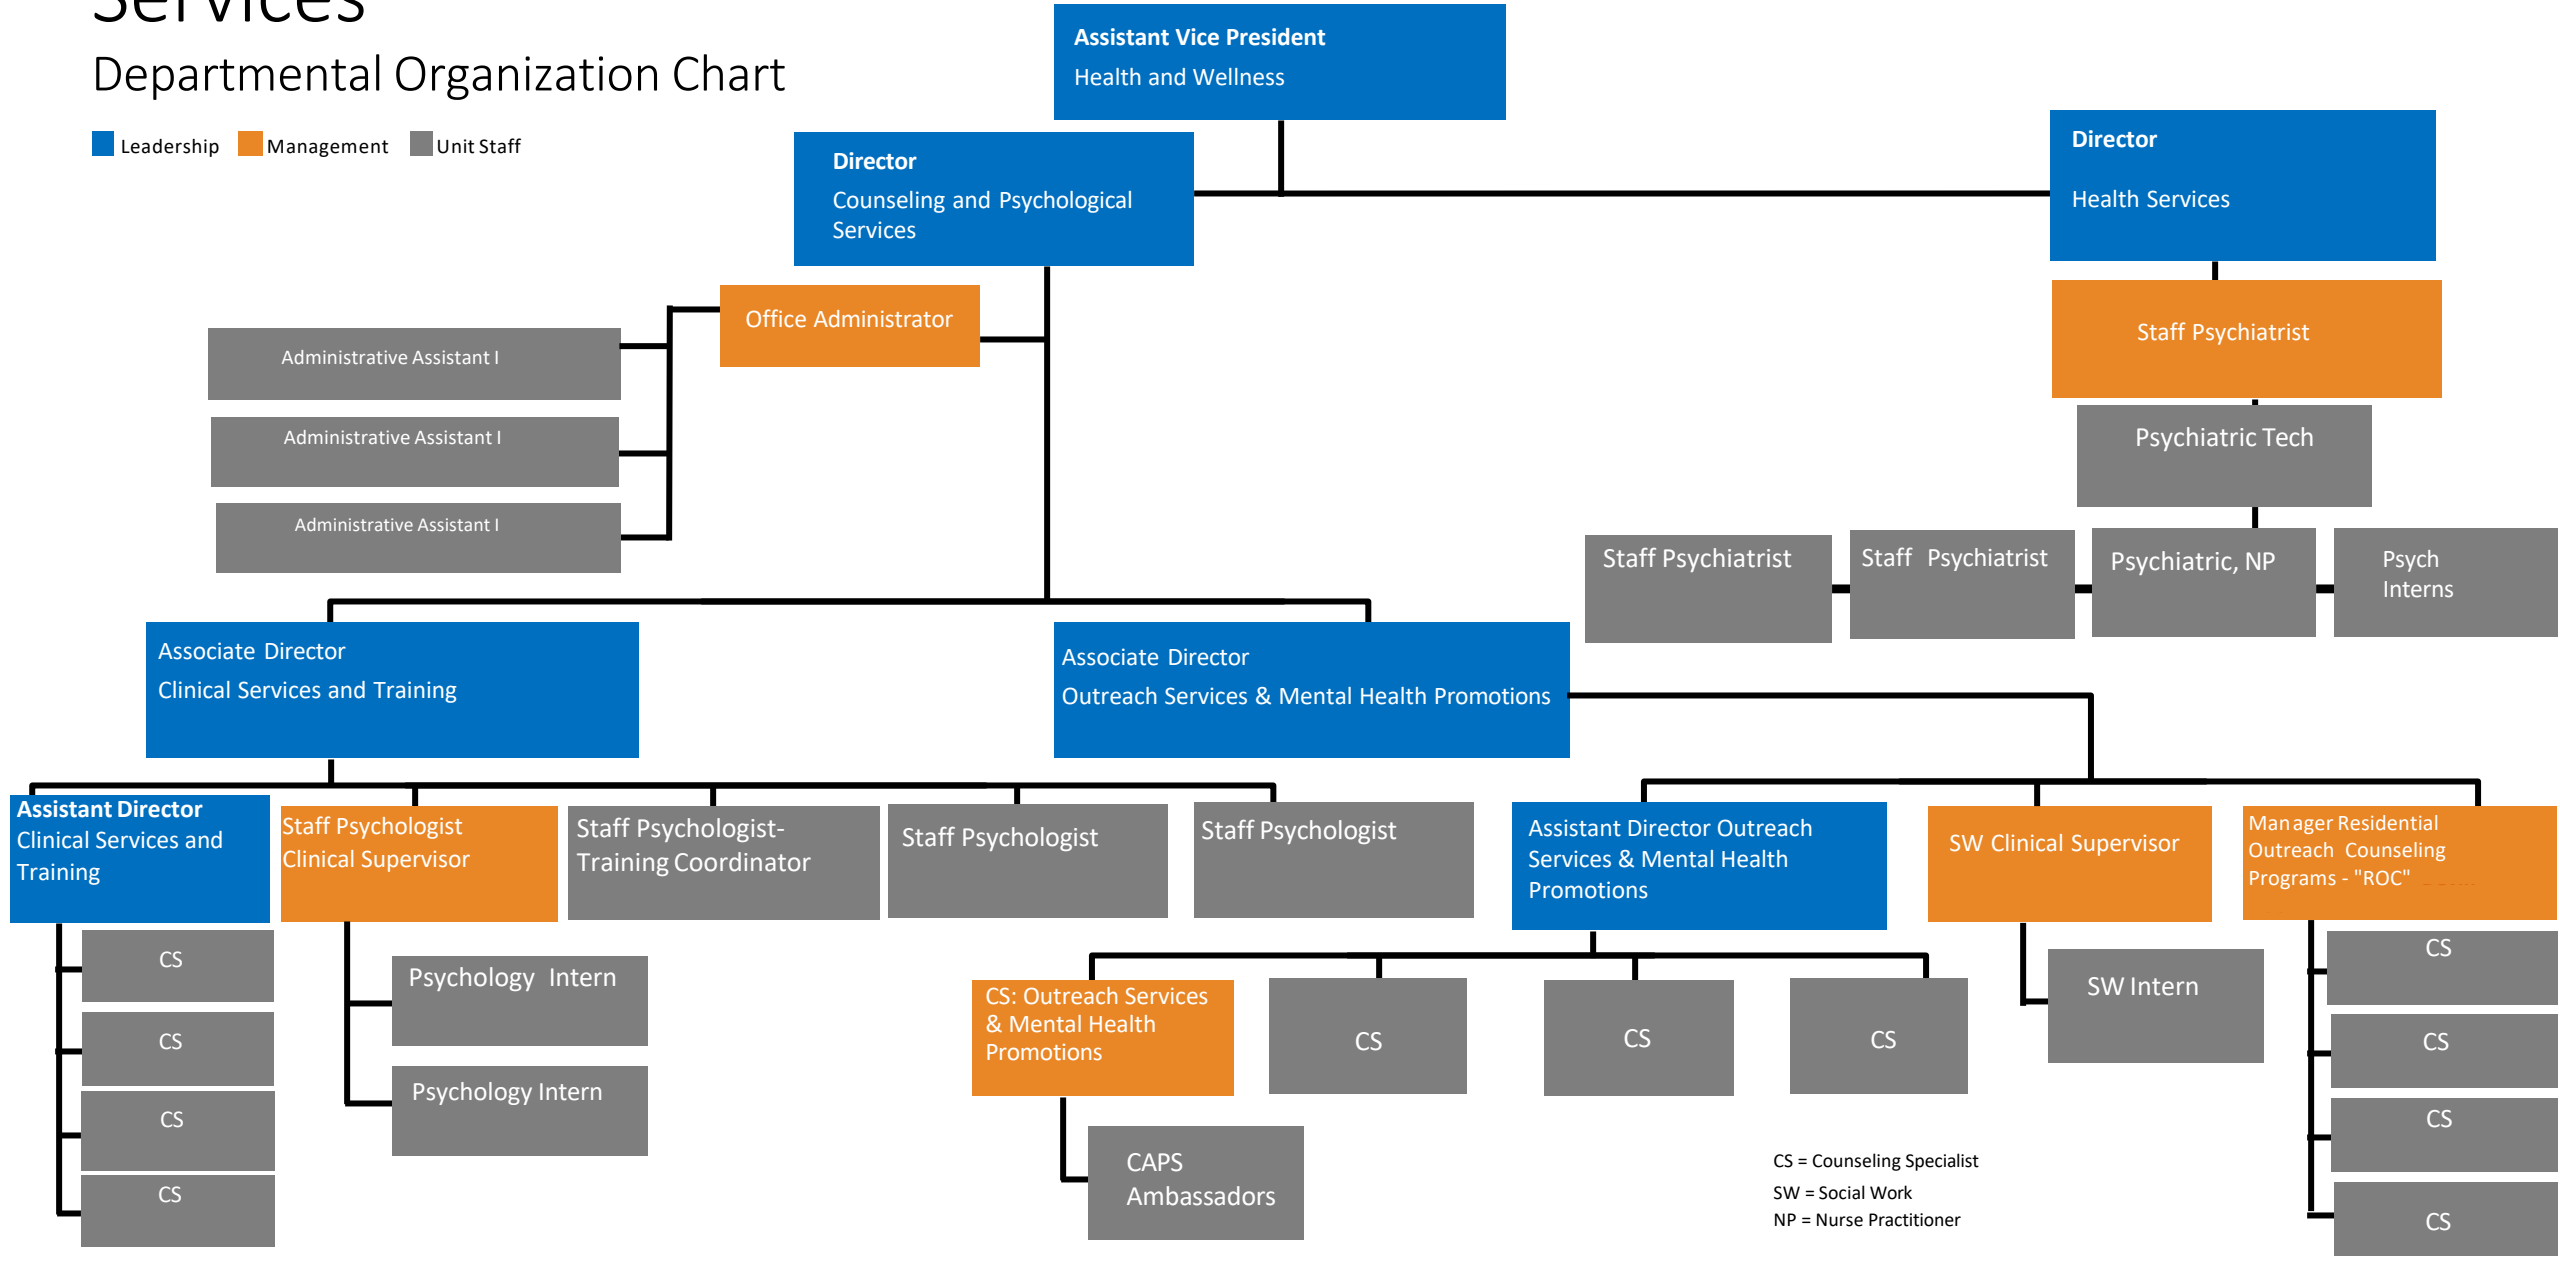 Services
Departmental Organization Chart
Leadership Management Unit Staff
Assistant Vice President
Health and Wellness
Director
Counseling and Psychological
Services
Director
Health Services
Office Administrator
Administrative Assistant I
Administrative Assistant I
Administrative Assistant I
Staff Psychiatrist
Psychiatric Tech
Staff Psychiatrist
Staff Psychiatrist
Psychiatric, NP
Psych
Interns
Associate Director
Clinical Services and Training
Associate Director
Outreach Services & Mental Health Promotions
Assistant Director
Clinical Services and
Training
Staff Psychologist
Clinical Supervisor
Staff Psychologist-
Training Coordinator
Staff Psychologist
Staff Psychologist
Assistant Director Outreach
Services & Mental Health
Promotions
SW Clinical Supervisor
Manager Residential
Outreach Counseling
Programs - "ROC"
CS
CS
CS
CS
Psychology Intern
Psychology Intern
CS: Outreach Services
& Mental Health
Promotions
CS
CS
CS
CAPS
Ambassadors
SW Intern
CS
CS
CS
CS
CS = Counseling Specialist
SW = Social Work
NP = Nurse Practitioner